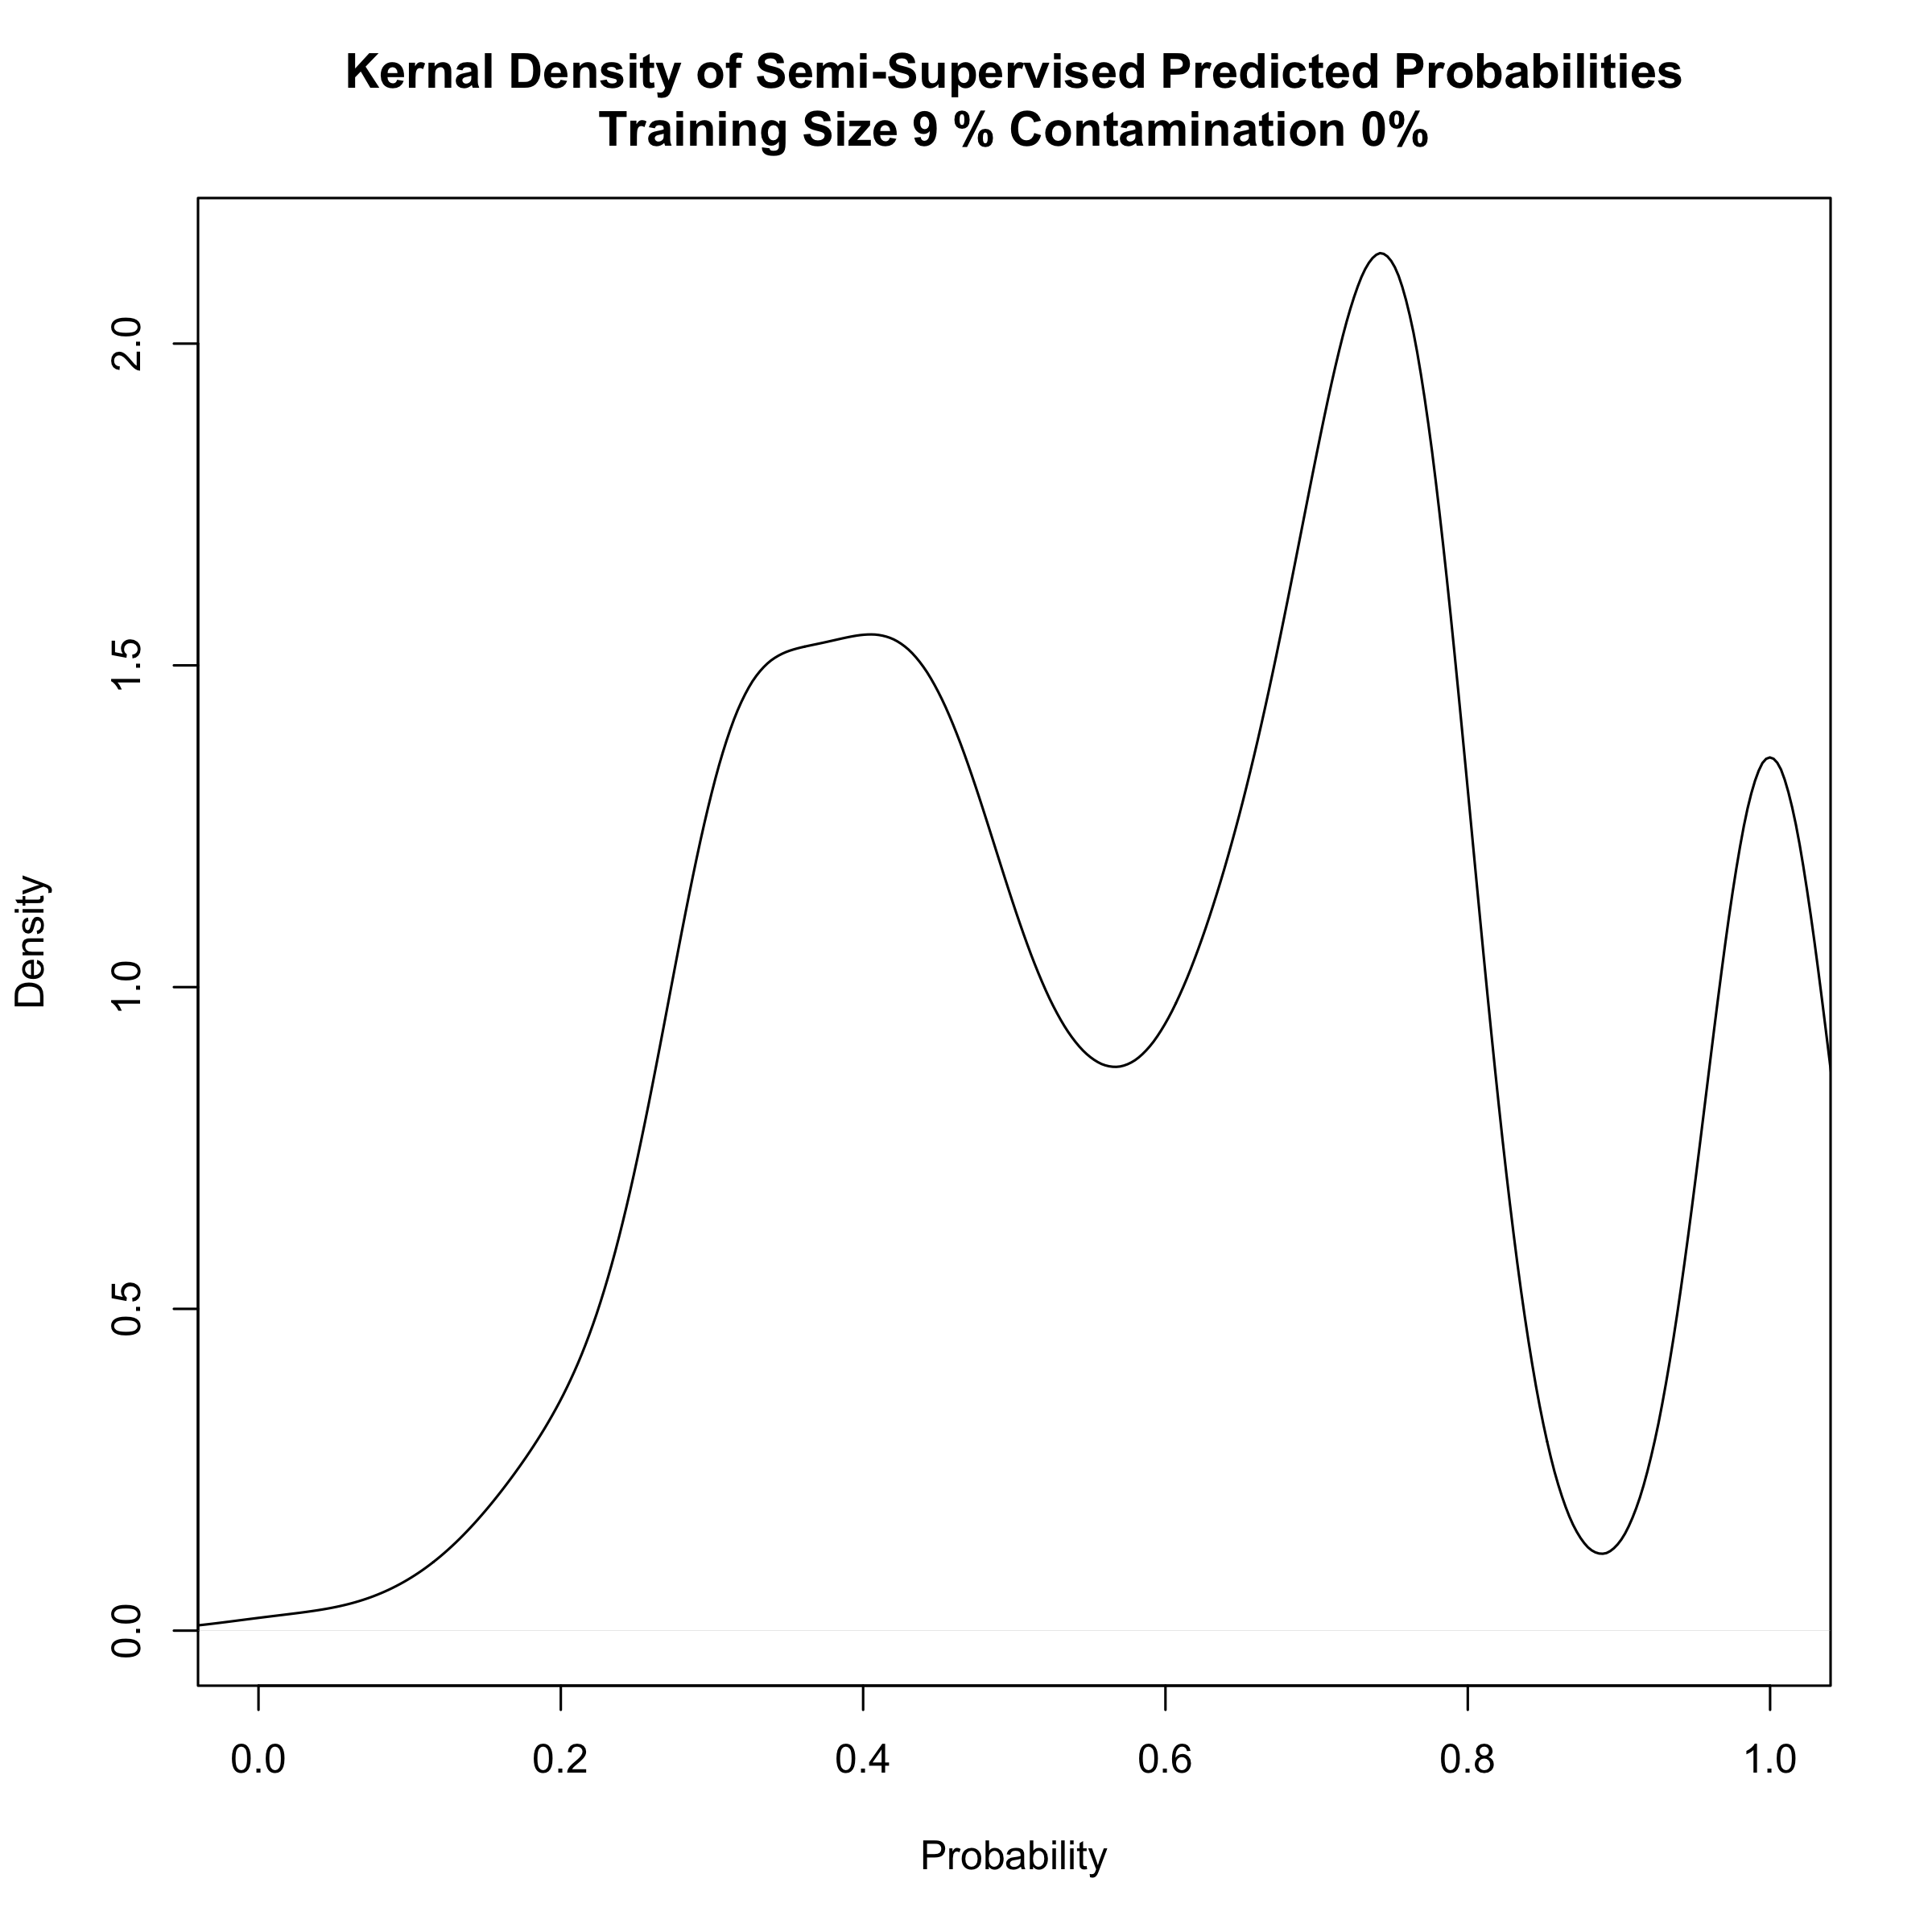 Kernal Density of Semi-Supervised Predicted Probabilities
Training Size 9 % Contamination 0%
Density
2.0
1.5
1.0
0.5
0.0
0.0 0.2 0.4 0.6 0.8 1.0
Probability